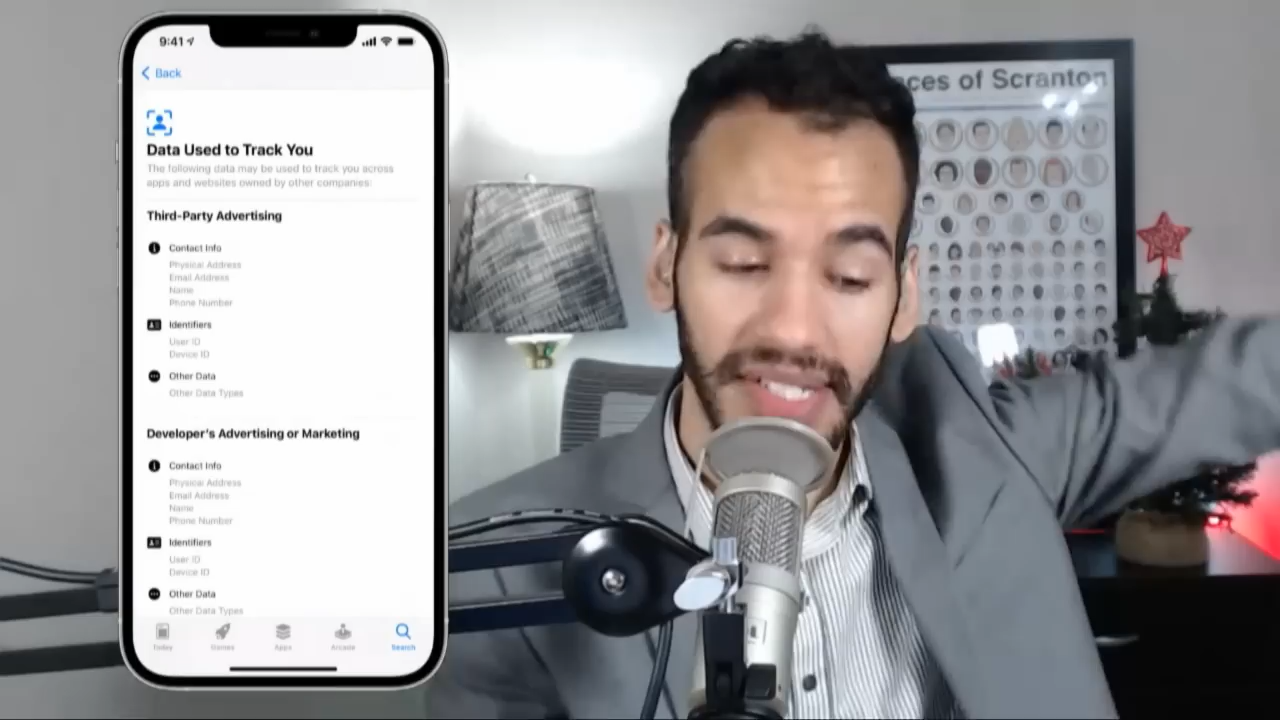 9:41
Back
Data Used to Track You
The following data may be used to track you across
apps and websites owned by other companies:
Third-Party Advertising
Contact Info
Physical Address
Email Address
Name
Phone Number
Identifiers
User ID
Device ID
Other Data
Other Data Types
Developer's Advertising or Marketing
Contact Info
Physical Address
Email Address
Name
Phone Number
Identifiers
User ID
Device ID
Other Data
Other Data Types
Today
Games
Apps
Arcade
Search
aces of Scranton